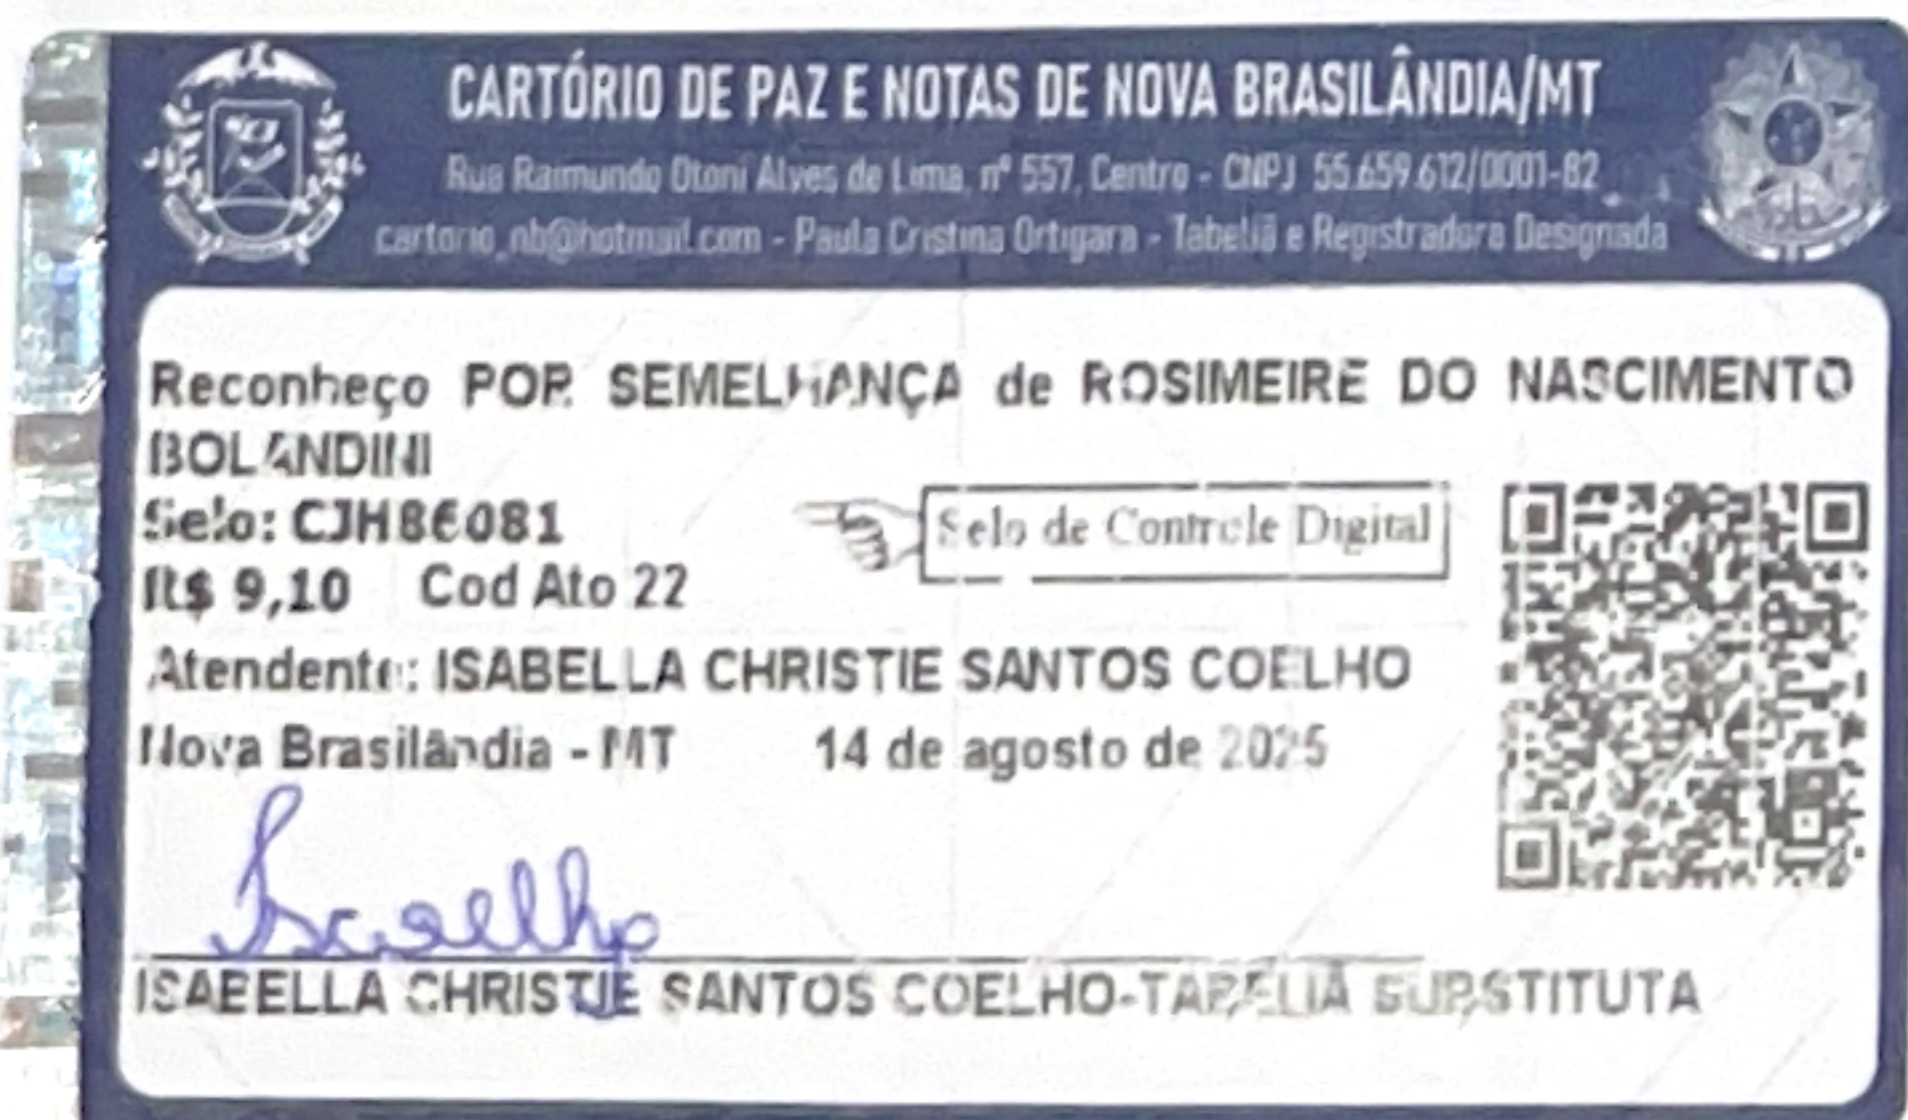 CARTÓRIO DE PAZ E NOTAS DE NOVA BRASILÂNDIA/MT
Rua Raimundo Otoni Alves de Lima, nº 557, Centro - CNPJ 55.659.612/0001-82
cartorio_nb@hotmail.com - Paula Cristina Ortigara - Tabeliã e Registradora Designada
Reconheço POR SEMELHANÇA de ROSIMEIRE DO NASCIMENTO
BOLANDINI
Selo: CJH86081
Selo de Controle Digital
R$ 9,10 Cod Ato 22
Atendente: ISABELLA CHRISTIE SANTOS COELHO
Nova Brasilândia - MT 14 de agosto de 2025
ISABELLA CHRISTIE SANTOS COELHO-TABELIÃ SUBSTITUTA